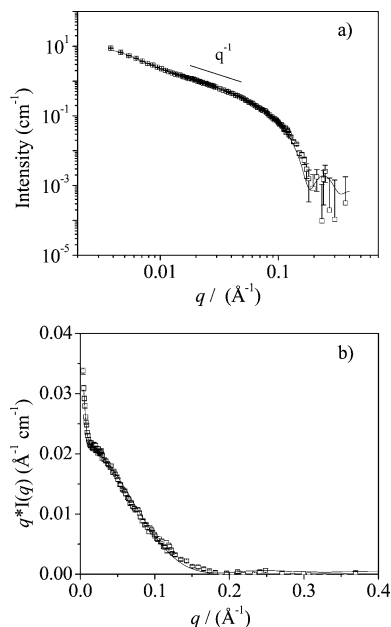 a)
q⁻¹
Intensity (cm⁻¹)
10¹
10⁻¹
10⁻³
10⁻⁵
0.01
0.1
q / (Å⁻¹)
b)
q*I(q) (Å⁻¹ cm⁻¹)
0.04
0.03
0.02
0.01
0.00
0.0
0.1
0.2
0.3
0.4
q / (Å⁻¹)